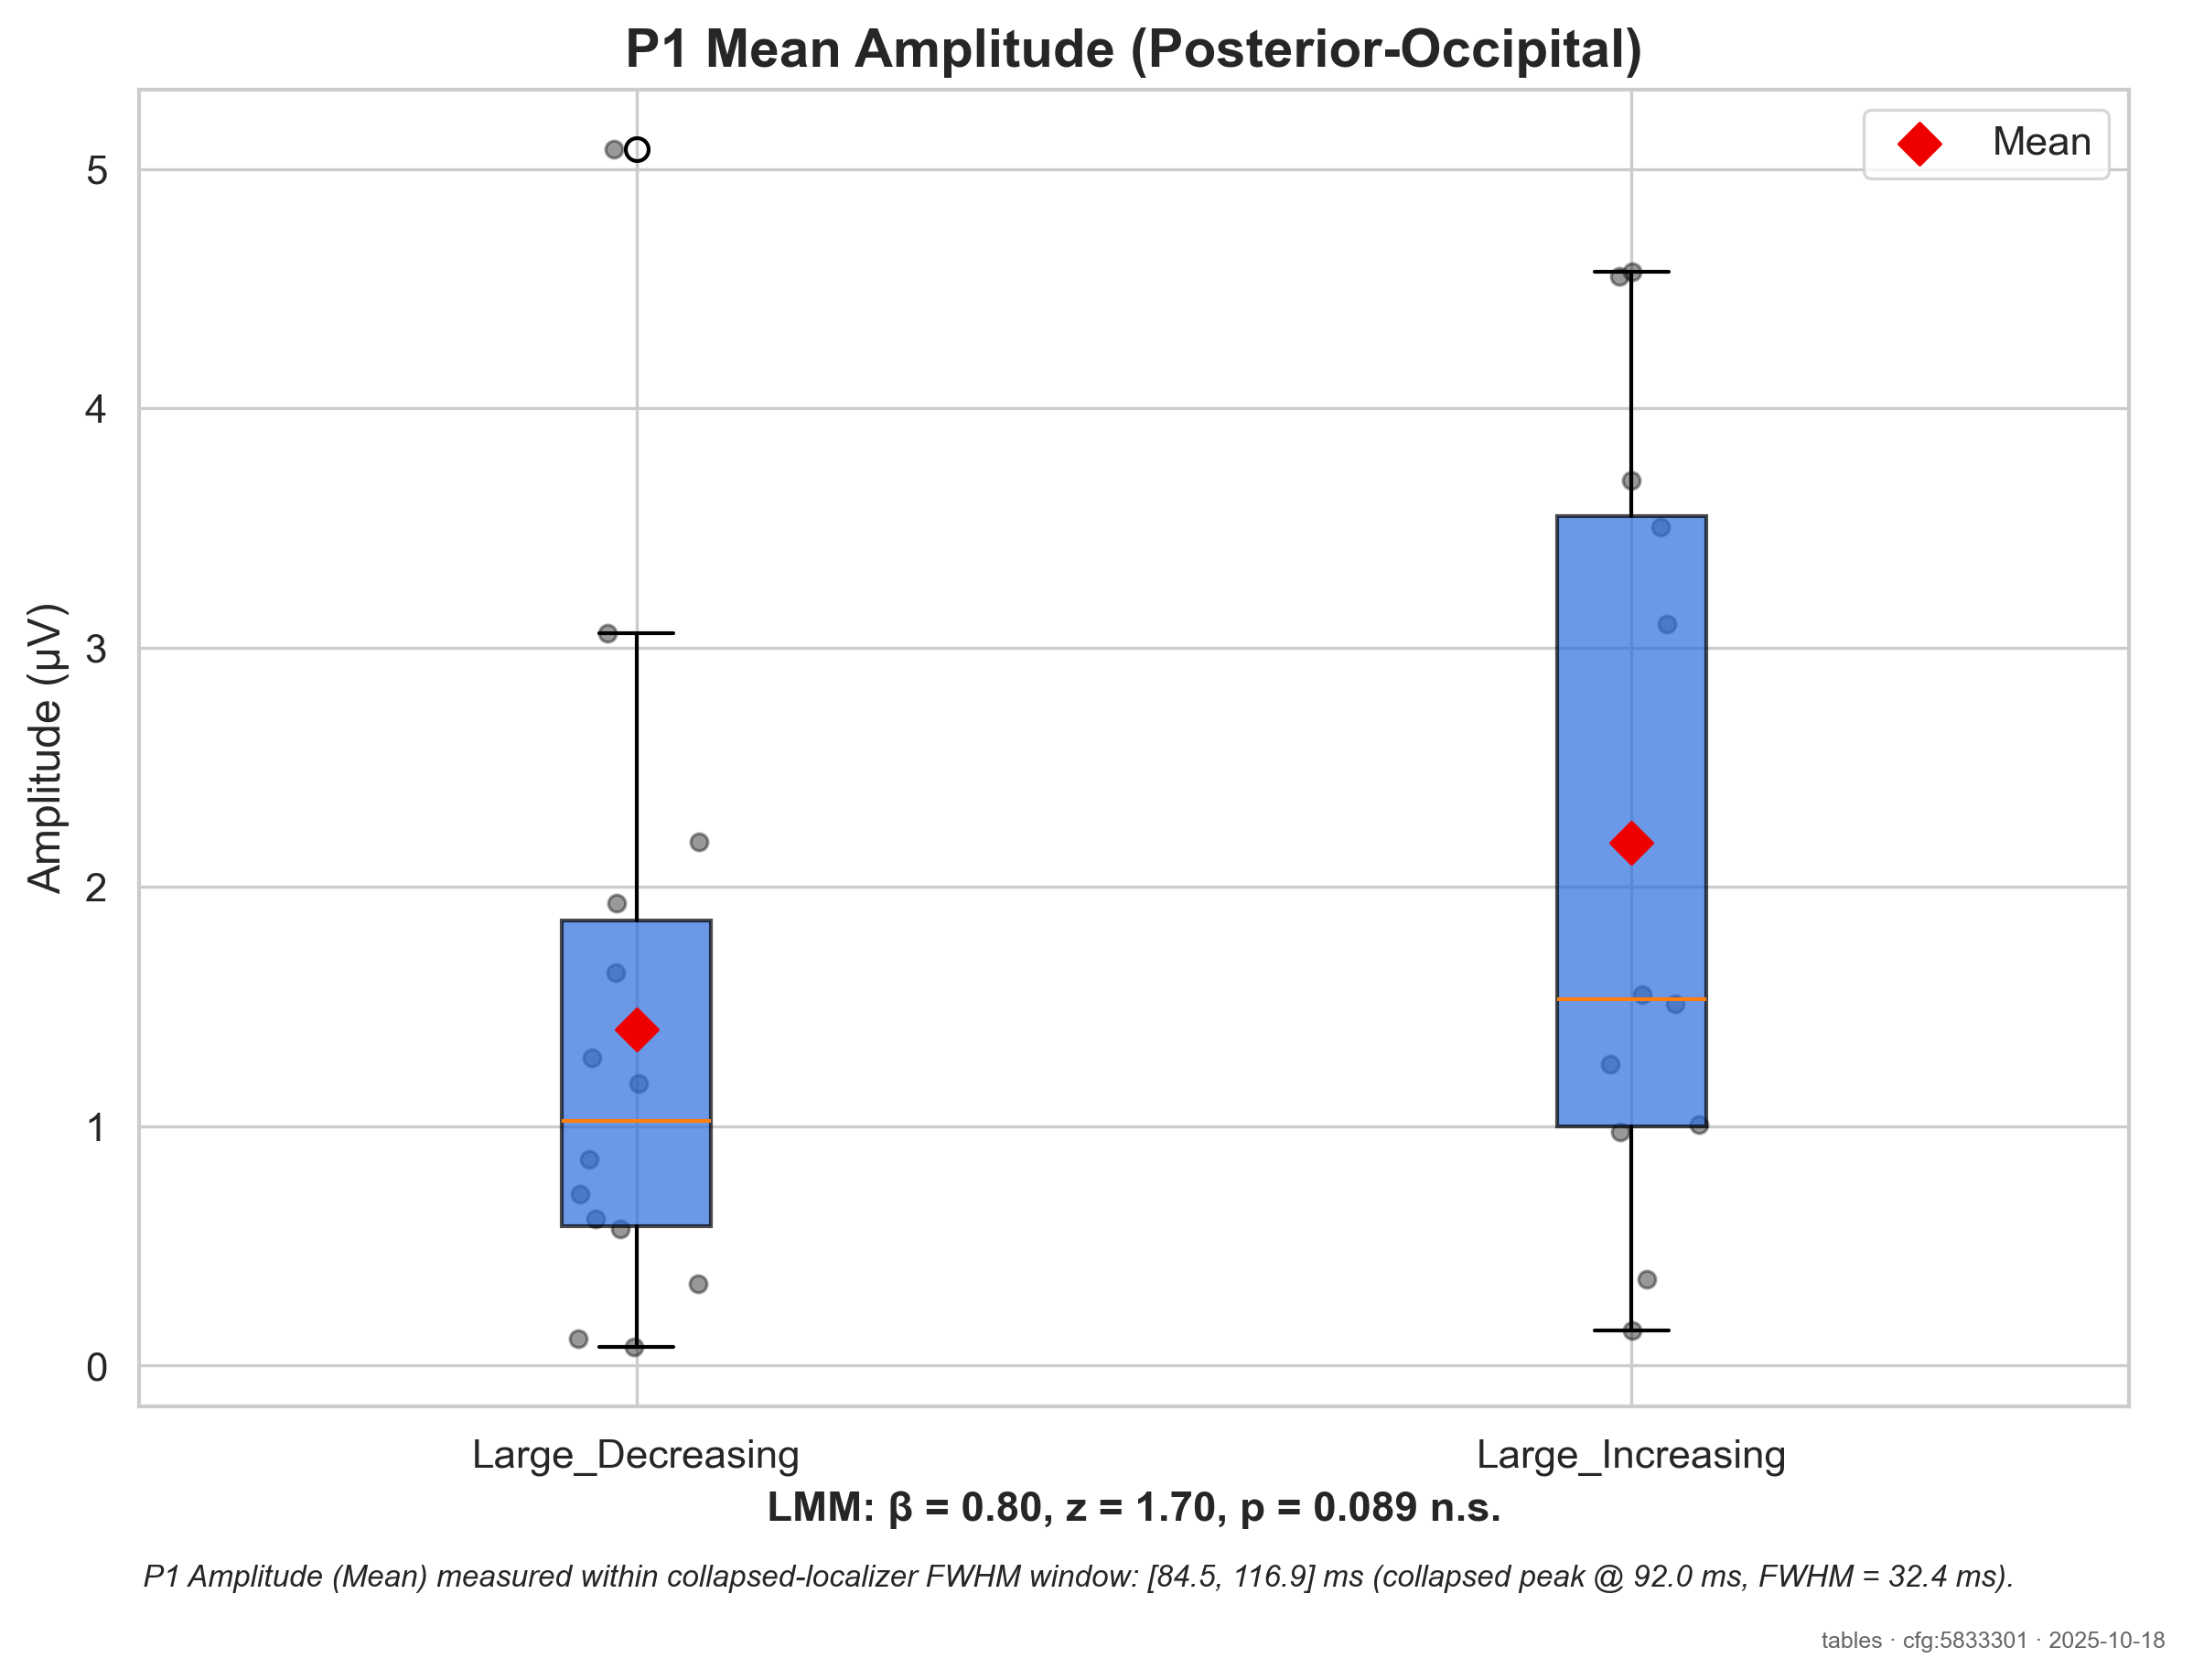 P1 Mean Amplitude (Posterior-Occipital)
Mean
5
4
3
2
1
0
Amplitude (µV)
Large_Decreasing
Large_Increasing
LMM: β = 0.80, z = 1.70, p = 0.089 n.s.
P1 Amplitude (Mean) measured within collapsed-localizer FWHM window: [84.5, 116.9] ms (collapsed peak @ 92.0 ms, FWHM = 32.4 ms).
tables · cfg:5833301 · 2025-10-18